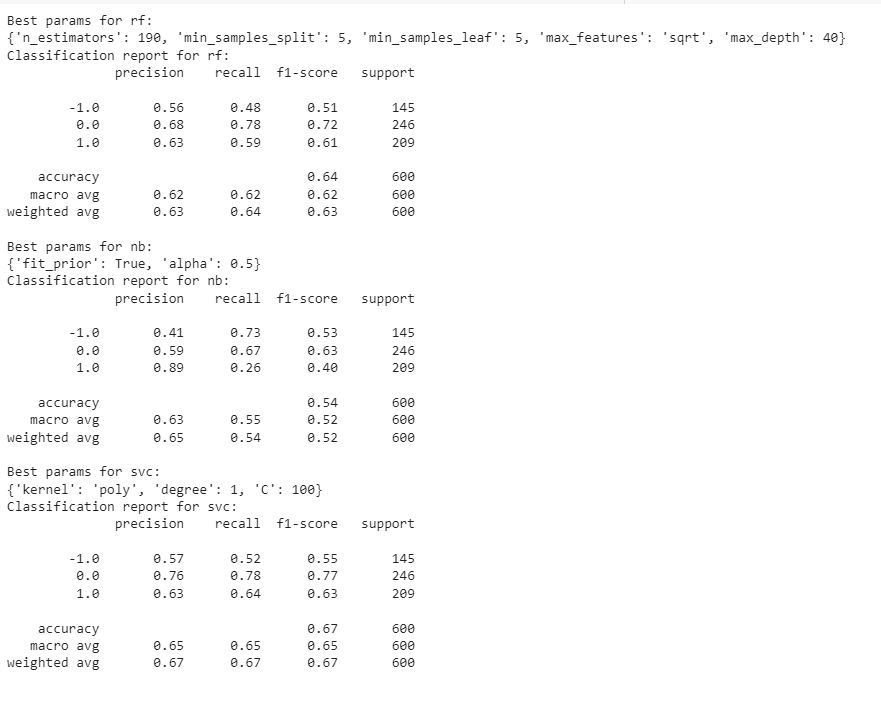 Best params for rf:
{'n_estimators': 190, 'min_samples_split': 5, 'min_samples_leaf': 5, 'max_features': 'sqrt', 'max_depth': 40}
Classification report for rf:
precision recall f1-score support
-1.0 0.56 0.48 0.51 145
0.0 0.68 0.78 0.72 246
1.0 0.63 0.59 0.61 209
accuracy 0.64 600
macro avg 0.62 0.62 0.62 600
weighted avg 0.63 0.64 0.63 600
Best params for nb:
{'fit_prior': True, 'alpha': 0.5}
Classification report for nb:
precision recall f1-score support
-1.0 0.41 0.73 0.53 145
0.0 0.59 0.67 0.63 246
1.0 0.89 0.26 0.40 209
accuracy 0.54 600
macro avg 0.63 0.55 0.52 600
weighted avg 0.65 0.54 0.52 600
Best params for svc:
{'kernel': 'poly', 'degree': 1, 'C': 100}
Classification report for svc:
precision recall f1-score support
-1.0 0.57 0.52 0.55 145
0.0 0.76 0.78 0.77 246
1.0 0.63 0.64 0.63 209
accuracy 0.67 600
macro avg 0.65 0.65 0.65 600
weighted avg 0.67 0.67 0.67 600